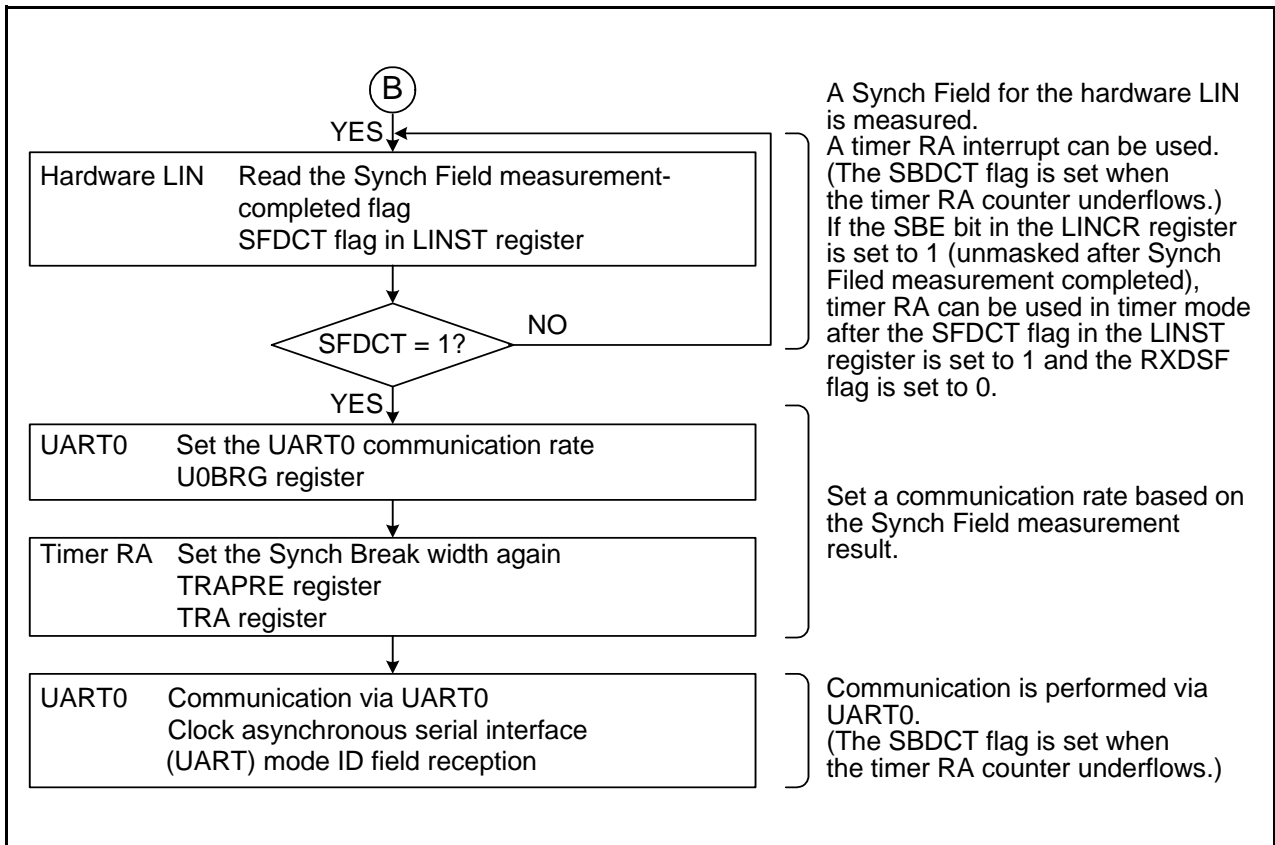 B
YES
Hardware LIN Read the Synch Field measurement-
completed flag
SFDCT flag in LINST register
SFDCT = 1?
NO
YES
UART0 Set the UART0 communication rate
U0BRG register
Timer RA Set the Synch Break width again
TRAPRE register
TRA register
UART0 Communication via UART0
Clock asynchronous serial interface
(UART) mode ID field reception
A Synch Field for the hardware LIN
is measured.
A timer RA interrupt can be used.
(The SBDCT flag is set when
the timer RA counter underflows.)
If the SBE bit in the LINCR register
is set to 1 (unmasked after Synch
Filed measurement completed),
timer RA can be used in timer mode
after the SFDCT flag in the LINST
register is set to 1 and the RXDSF
flag is set to 0.
Set a communication rate based on
the Synch Field measurement
result.
Communication is performed via
UART0.
(The SBDCT flag is set when
the timer RA counter underflows.)